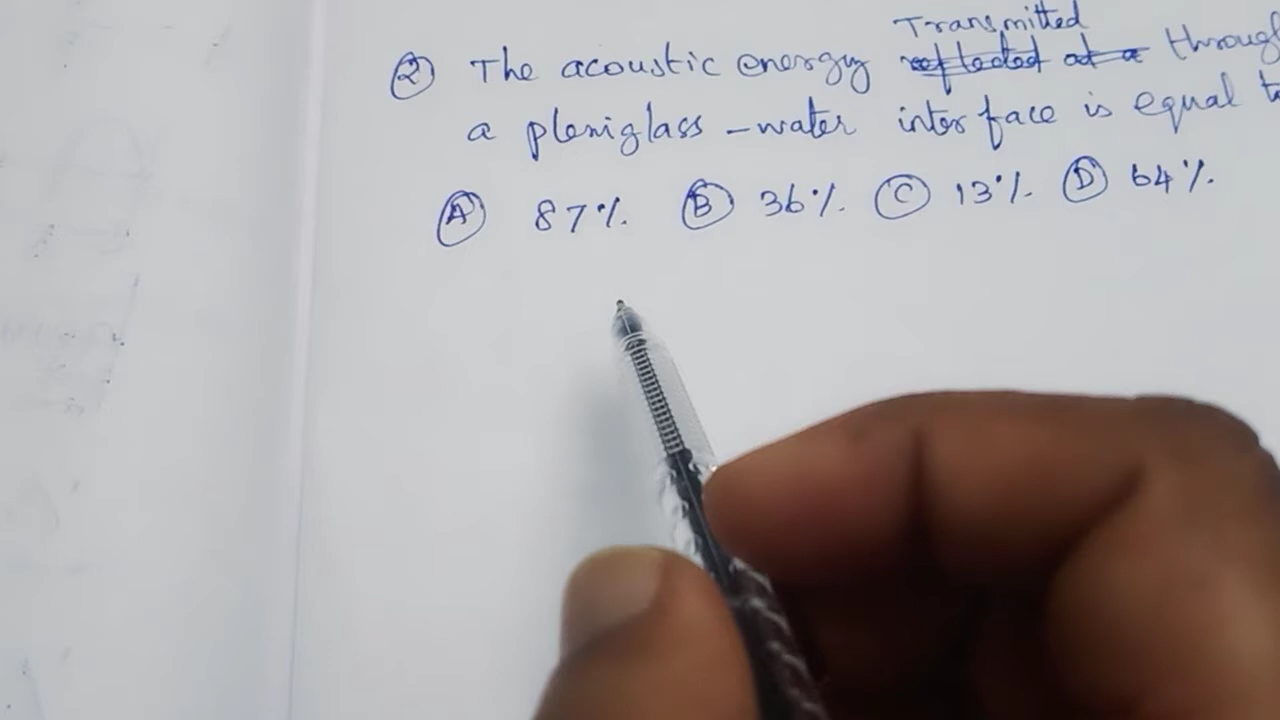 Transmitted
② The acoustic energy reflected at a through
a plexiglass - water interface is equal to
Ⓐ 87% Ⓑ 36% Ⓒ 13% Ⓓ 64%